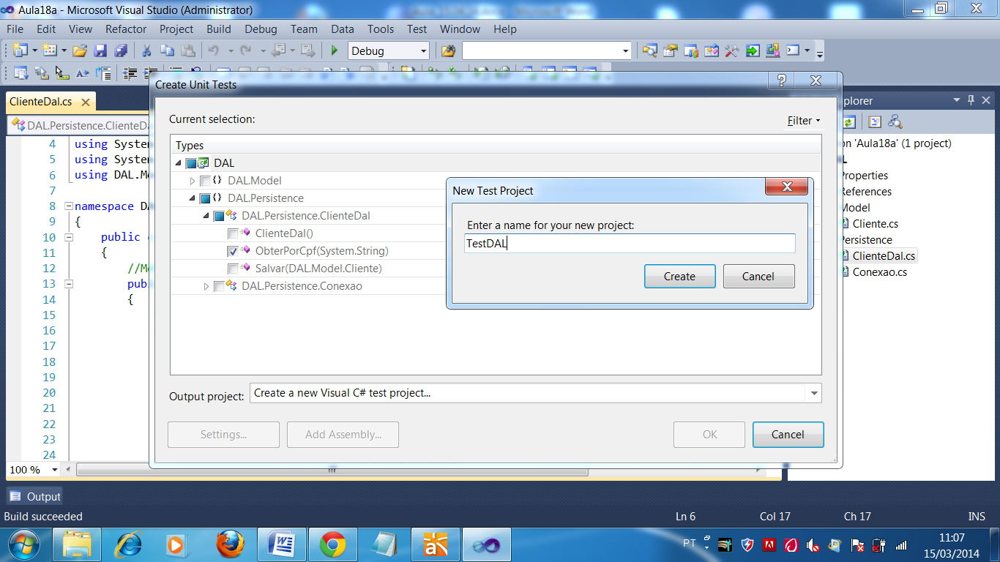 Aula18a - Microsoft Visual Studio (Administrator)
File Edit View Refactor Project Build Debug Team Data Tools Test Window Help
Debug
ClienteDal.cs
DAL.Persistence.ClienteDa
4 using System
5 using System
6 using DAL.Mo
7
8 namespace DA
9 {
10 public c
11 {
12 //Mé
13 publ
14 {
15
16
17
18
19
20
21
22
23
24
100 %
Create Unit Tests
Current selection:
Filter
Types
DAL
DAL.Model
DAL.Persistence
DAL.Persistence.ClienteDal
ClienteDal()
ObterPorCpf(System.String)
Salvar(DAL.Model.Cliente)
DAL.Persistence.Conexao
Output project: Create a new Visual C# test project...
Settings... Add Assembly... OK Cancel
New Test Project
Enter a name for your new project:
TestDAL
Create Cancel
xplorer
on 'Aula18a' (1 project)
L
Properties
References
Model
Cliente.cs
Persistence
ClienteDal.cs
Conexao.cs
Output
Build succeeded Ln 6 Col 17 Ch 17 INS
PT 11:07
15/03/2014